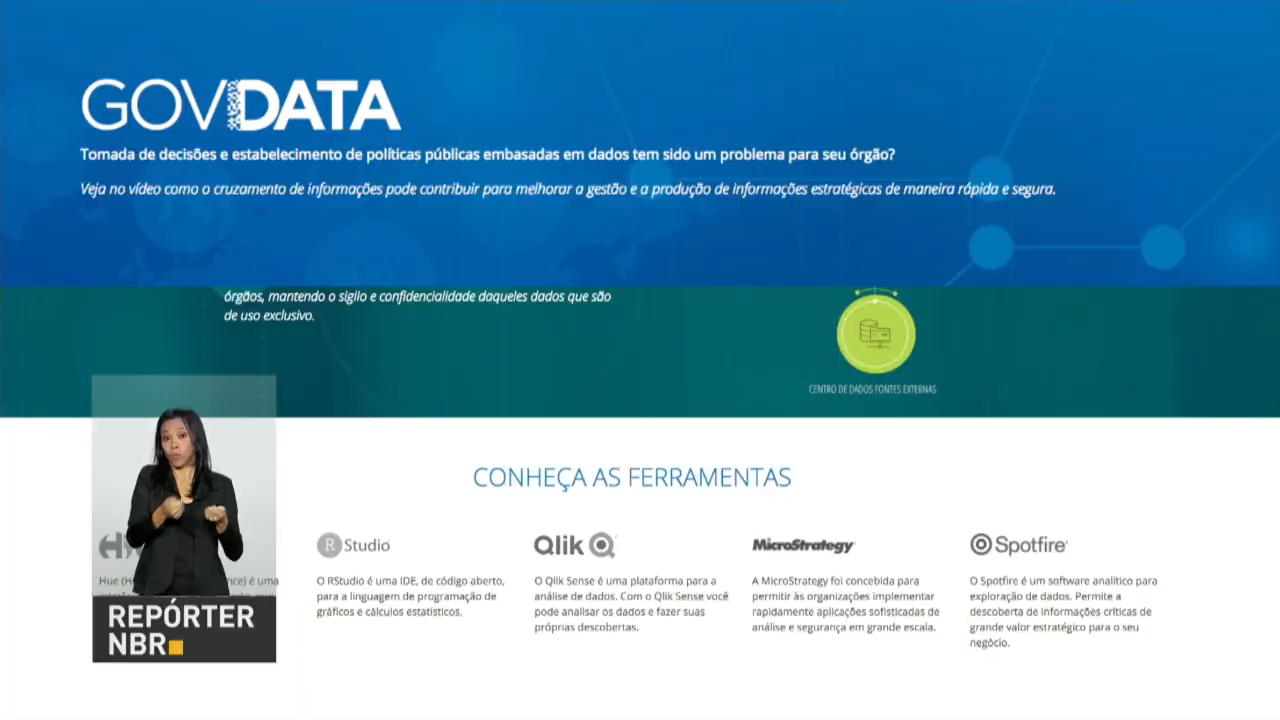 GOVDATA
Tomada de decisões e estabelecimento de políticas públicas embasadas em dados tem sido um problema para seu órgão?
Veja no vídeo como o cruzamento de informações pode contribuir para melhorar a gestão e a produção de informações estratégicas de maneira rápida e segura.
órgãos, mantendo o sigilo e confidencialidade daqueles dados que são
de uso exclusivo.
CENTRO DE DADOS FONTES EXTERNAS
CONHEÇA AS FERRAMENTAS
R Studio
O RStudio é uma IDE, de código aberto,
para a linguagem de programação de
gráficos e cálculos estatísticos.
Qlik Q
O Qlik Sense é uma plataforma para a
análise de dados. Com o Qlik Sense você
pode analisar os dados e fazer suas
próprias descobertas.
MicroStrategy
A MicroStrategy foi concebida para
permitir às organizações implementar
rapidamente aplicações sofisticadas de
análise e segurança em grande escala.
Spotfire
O Spotfire é um software analítico para
exploração de dados. Permite a
descoberta de informações críticas de
grande valor estratégico para o seu
negócio.
Hue é uma
REPÓRTER
NBR